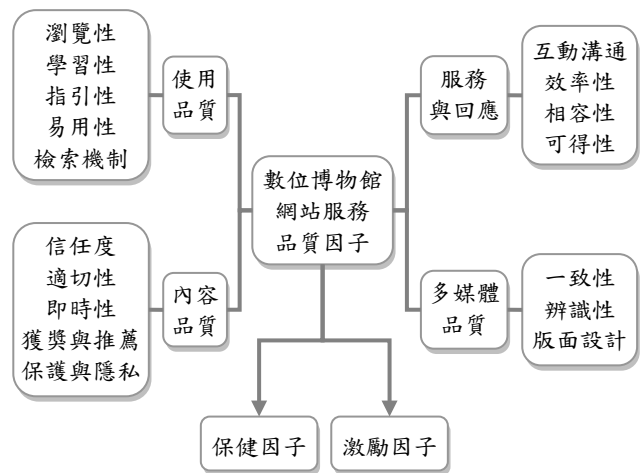 瀏覽性
學習性
指引性
易用性
檢索機制
使用
品質
服務
與回應
互動溝通
效率性
相容性
可得性
數位博物館
網站服務
品質因子
信任度
適切性
即時性
獲獎與推薦
保護與隱私
內容
品質
多媒體
品質
一致性
辨識性
版面設計
保健因子
激勵因子